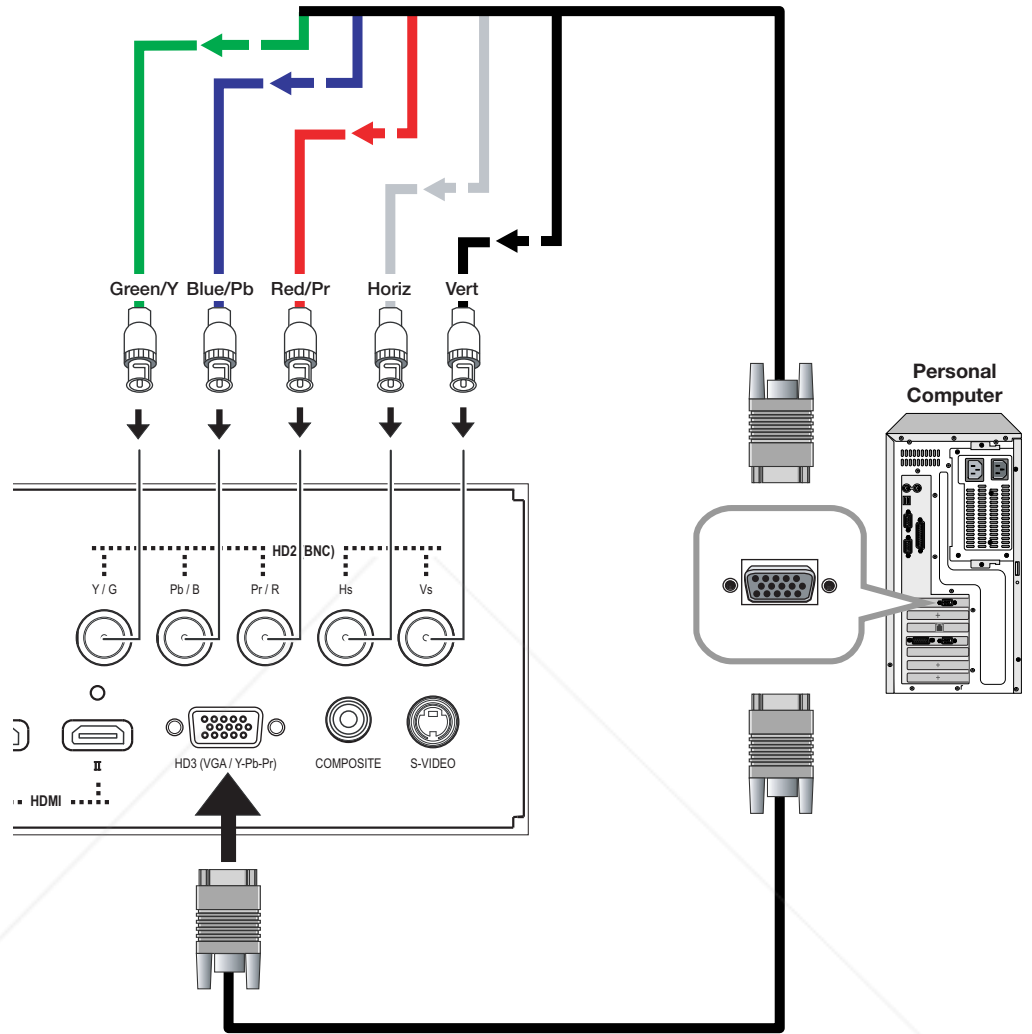 Green/Y Blue/Pb Red/Pr Horiz Vert
Personal
Computer
HD2 (BNC)
Y / G Pb / B Pr / R Hs Vs
HD3 (VGA / Y-Pb-Pr) COMPOSITE S-VIDEO
II
HDMI